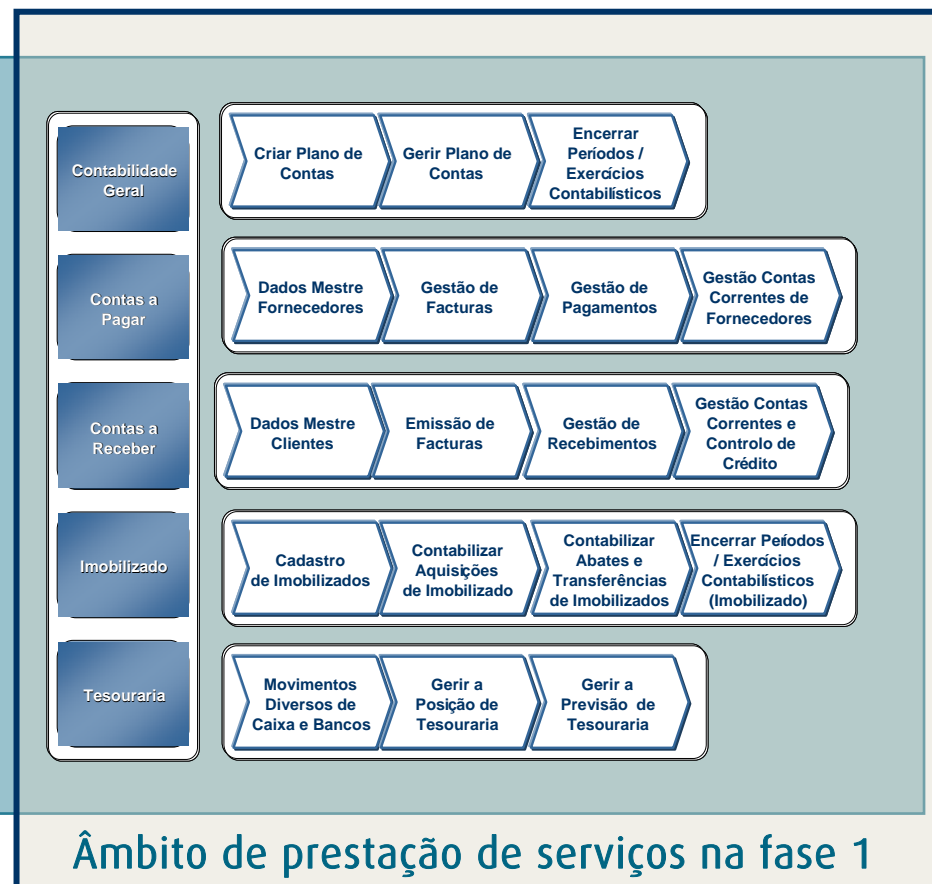 Contabilidade
Geral
Criar Plano de
Contas
Gerir Plano de
Contas
Encerrar
Períodos /
Exercícios
Contabilísticos
Contas a
Pagar
Dados Mestre
Fornecedores
Gestão de
Facturas
Gestão de
Pagamentos
Gestão Contas
Correntes de
Fornecedores
Contas a
Receber
Dados Mestre
Clientes
Emissão de
Facturas
Gestão de
Recebimentos
Gestão Contas
Correntes e
Controlo de
Crédito
Imobilizado
Cadastro
de Imobilizados
Contabilizar
Aquisições
de Imobilizado
Contabilizar
Abates e
Transferências
de Imobilizados
Encerrar Períodos
/ Exercícios
Contabilísticos
(Imobilizado)
Tesouraria
Movimentos
Diversos de
Caixa e Bancos
Gerir a
Posição de
Tesouraria
Gerir a
Previsão de
Tesouraria
Âmbito de prestação de serviços na fase 1